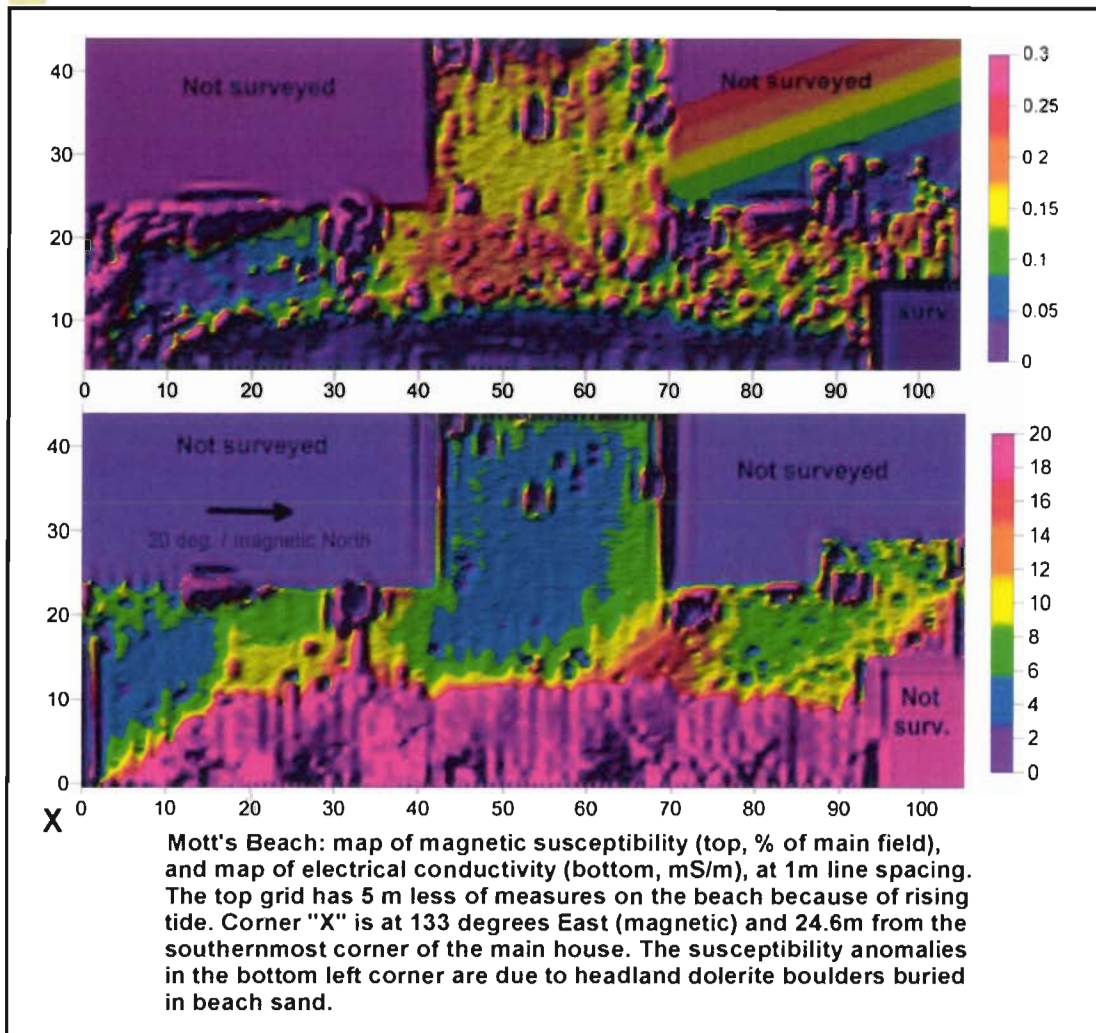 Not surveyed
Not surveyed
40
30
20
10
surv
0 10 20 30 40 50 60 70 80 90 100
0.3
0.25
0.2
0.15
0.1
0.05
0
Not surveyed
Not surveyed
20 deg. / magnetic North
40
30
20
10
0
Not
surv.
0 10 20 30 40 50 60 70 80 90 100
20
18
16
14
12
10
8
6
4
2
0
X
Mott's Beach: map of magnetic susceptibility (top, % of main field),
and map of electrical conductivity (bottom, mS/m), at 1m line spacing.
The top grid has 5 m less of measures on the beach because of rising
tide. Corner "X" is at 133 degrees East (magnetic) and 24.6m from the
southernmost corner of the main house. The susceptibility anomalies
in the bottom left corner are due to headland dolerite boulders buried
in beach sand.